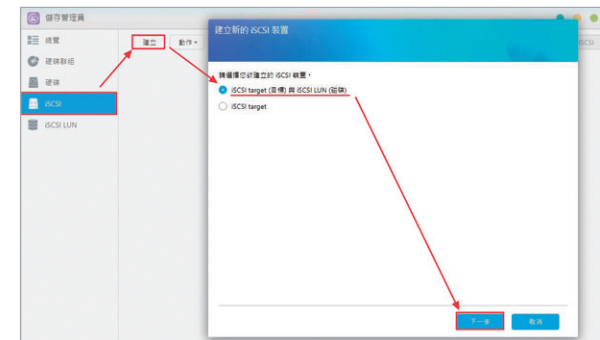 儲存管理員
總覽
硬碟群組
硬碟
iSCSI
iSCSI LUN
建立
動作
建立新的 iSCSI 裝置
請選擇您欲建立的 iSCSI 裝置，
iSCSI target (目標) 與 iSCSI LUN (磁碟)
iSCSI target
下一步
取消
iSCSI